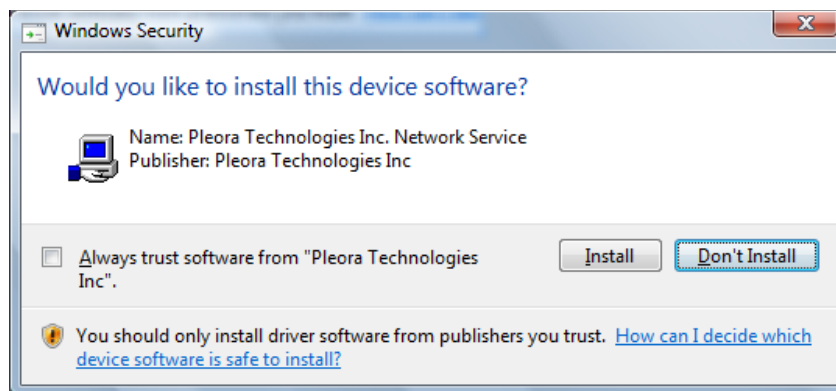 Windows Security
Would you like to install this device software?
Name: Pleora Technologies Inc. Network Service
Publisher: Pleora Technologies Inc
Always trust software from "Pleora Technologies
Inc".
Install
Don't Install
You should only install driver software from publishers you trust. How can I decide which
device software is safe to install?